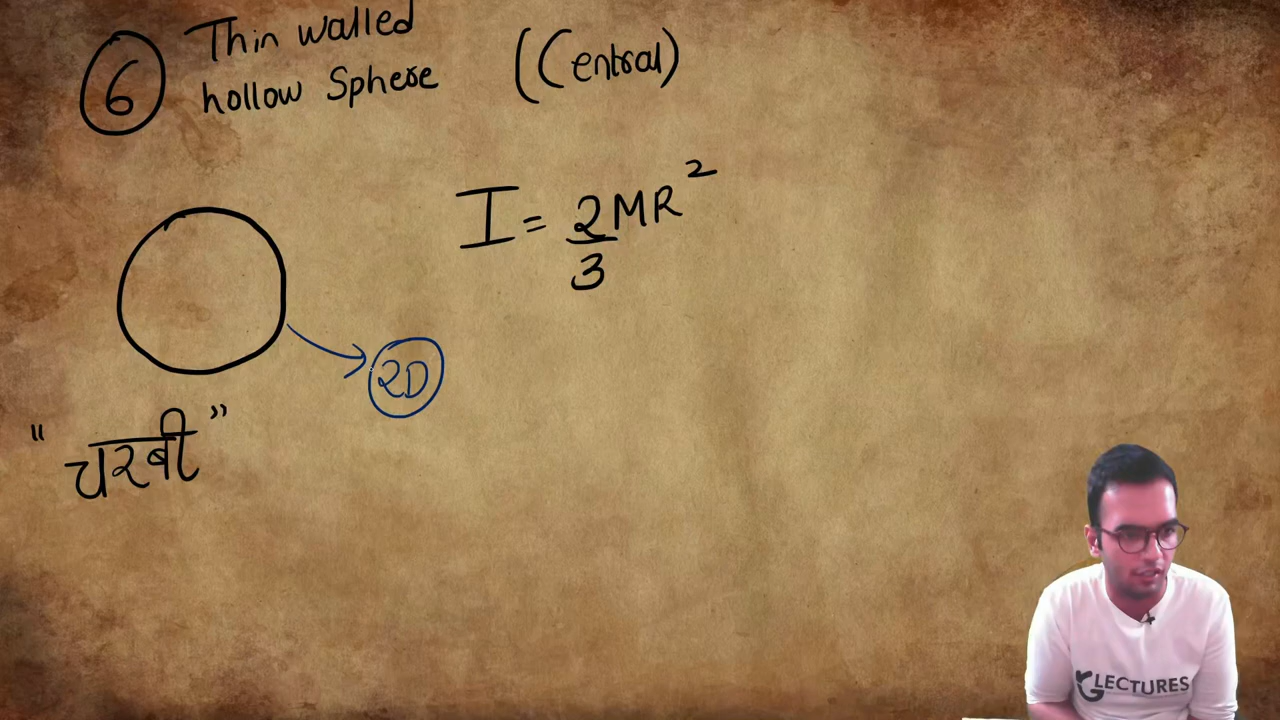 6 Thin walled
hollow Sphere (Central)
I = 2/3 MR²
2D
"चरबी"
G LECTURES